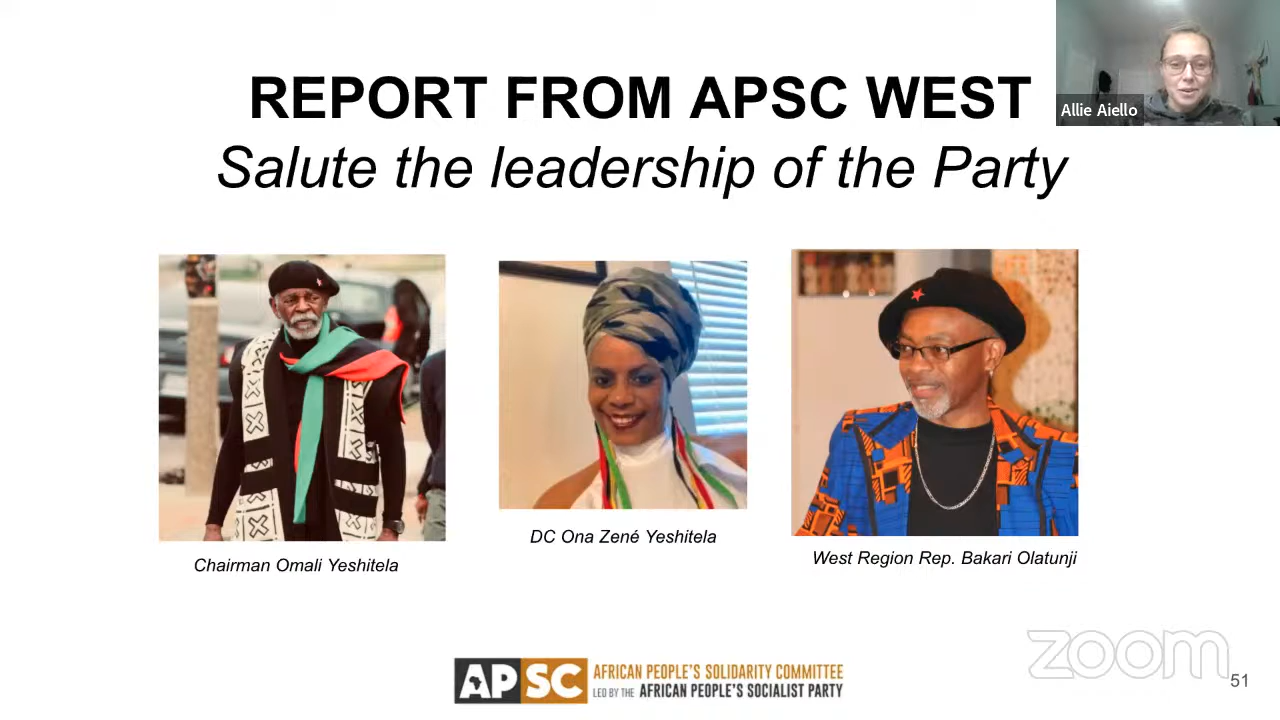 REPORT FROM APSC WEST
Salute the leadership of the Party
Allie Aiello
Chairman Omali Yeshitela
DC Ona Zené Yeshitela
West Region Rep. Bakari Olatunji
APSC
AFRICAN PEOPLE'S SOLIDARITY COMMITTEE
LED BY THE AFRICAN PEOPLE'S SOCIALIST PARTY
zoom
51